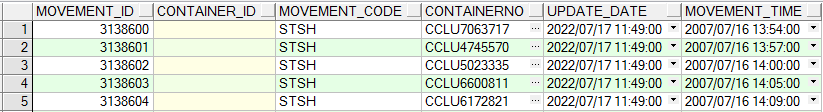 MOVEMENT_ID CONTAINER_ID MOVEMENT_CODE CONTAINERNO UPDATE_DATE MOVEMENT_TIME
1 3138600 STSH CCLU7063717 ... 2022/07/17 11:49:00 2007/07/16 13:54:00
2 3138601 STSH CCLU4745570 ... 2022/07/17 11:49:00 2007/07/16 13:57:00
3 3138602 STSH CCLU5023335 ... 2022/07/17 11:49:00 2007/07/16 14:00:00
4 3138603 STSH CCLU6600811 ... 2022/07/17 11:49:00 2007/07/16 14:05:00
5 3138604 STSH CCLU6172821 ... 2022/07/17 11:49:00 2007/07/16 14:09:00